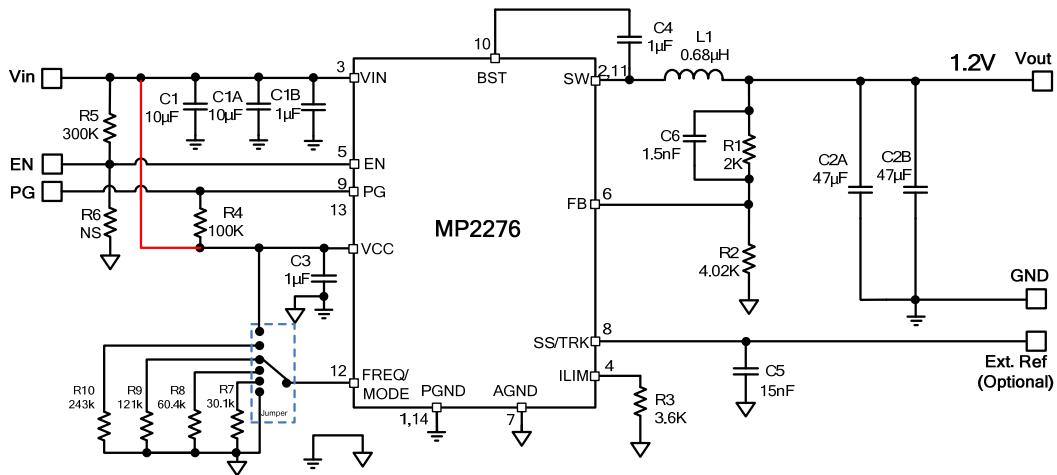 C4
1μF
L1
0.68μH
10
BST
3
VIN
SW
2,11
1.2V
Vout
Vin
C1
10μF
C1A
10μF
C1B
1μF
R5
300K
C6
1.5nF
R1
2K
EN
5
EN
PG
9
PG
13
R6
NS
R4
100K
MP2276
6
FB
C2A
47μF
C2B
47μF
VCC
R2
4.02K
C3
1μF
GND
8
SS/TRK
Ext. Ref
(Optional)
4
ILIM
C5
15nF
12
FREQ/
MODE
R10
243k
R9
121k
R8
60.4k
R7
30.1k
Jumper
PGND
1,14
AGND
7
R3
3.6K